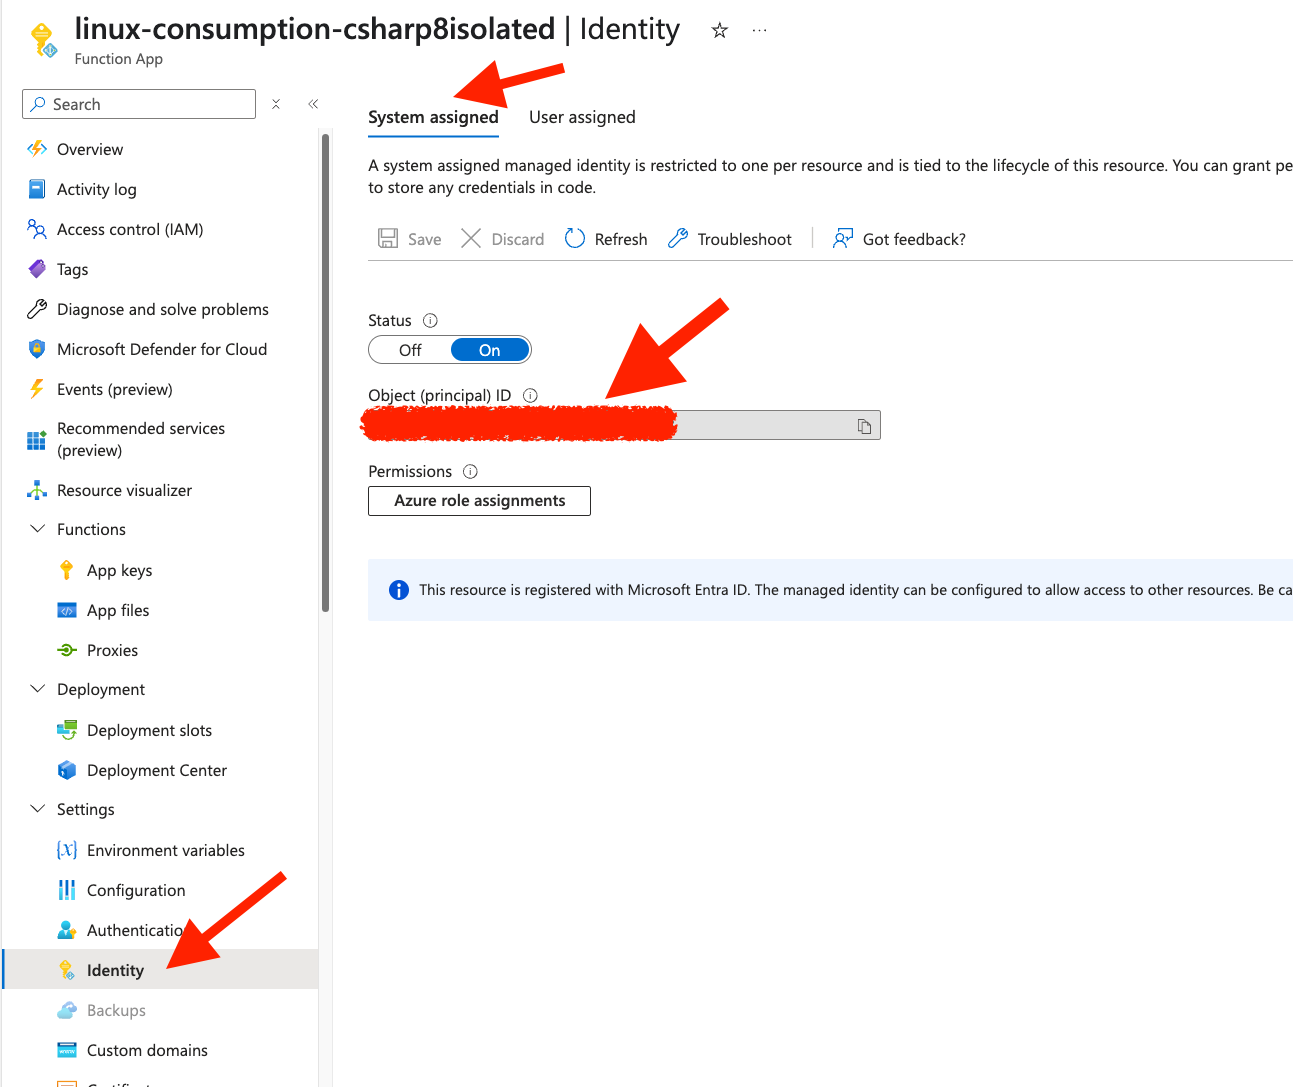 linux-consumption-csharp8isolated | Identity
Function App
Search
Overview
Activity log
Access control (IAM)
Tags
Diagnose and solve problems
Microsoft Defender for Cloud
Events (preview)
Recommended services
(preview)
Resource visualizer
Functions
App keys
App files
Proxies
Deployment
Deployment slots
Deployment Center
Settings
Environment variables
Configuration
Authenticatio
Identity
Backups
Custom domains
System assigned User assigned
A system assigned managed identity is restricted to one per resource and is tied to the lifecycle of this resource. You can grant pe
to store any credentials in code.
Save Discard Refresh Troubleshoot Got feedback?
Status
Off On
Object (principal) ID
Permissions
Azure role assignments
This resource is registered with Microsoft Entra ID. The managed identity can be configured to allow access to other resources. Be ca